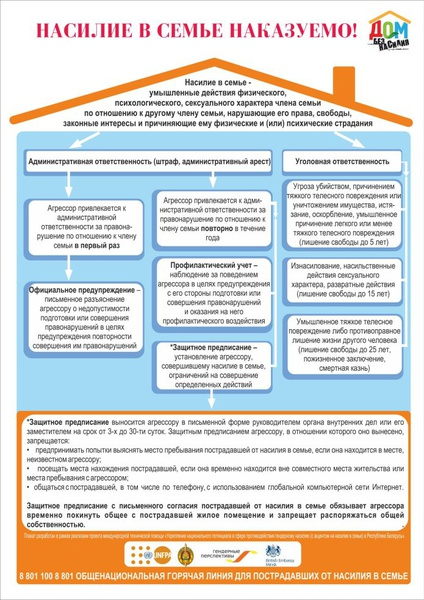 НАСИЛИЕ В СЕМЬЕ НАКАЗУЕМО!
ДОМ
БЕЗ
НАСИЛИЯ
Насилие в семье -
умышленные действия физического,
психологического, сексуального характера члена семьи
по отношению к другому члену семьи, нарушающие его права, свободы,
законные интересы и причиняющие ему физические и (или) психические страдания
Административная ответственность (штраф, административный арест)
Агрессор привлекается к
административной
ответственности за правона-
рушение по отношению к члену
семьи в первый раз
Официальное предупреждение –
письменное разъяснение
агрессору о недопустимости
подготовки или совершения
правонарушений в целях
предупреждения повторности
совершения им правонарушений
Агрессор привлекается к адми-
нистративной ответственности за
правонарушение по отношению к
члену семьи повторно в течение
года
Профилактический учет –
наблюдение за поведением
агрессора в целях предупреждения
с его стороны подготовки или
совершения правонарушений
и оказания на него
профилактического воздействия
*Защитное предписание –
установление агрессору,
совершившему насилие в семье,
ограничений на совершение
определенных действий
Уголовная ответственность
Угроза убийством, причинением
тяжкого телесного повреждения или
уничтожением имущества, истя-
зание, оскорбление, умышленное
причинение легкого или менее
тяжкого телесного повреждения
(лишение свободы до 5 лет)
Изнасилование, насильственные
действия сексуального
характера, развратные действия
(лишение свободы до 15 лет)
Умышленное тяжкое телесное
повреждение либо противоправное
лишение жизни другого человека
(лишение свободы до 25 лет,
пожизненное заключение,
смертная казнь)
*Защитное предписание выносится агрессору в письменной форме руководителем органа внутренних дел или его
заместителем на срок от 3-х до 30-ти суток. Защитным предписанием агрессору, в отношении которого оно вынесено,
запрещается:
• предпринимать попытки выяснять место пребывания пострадавшей от насилия в семье, если она находится в месте,
неизвестном агрессору;
• посещать места нахождения пострадавшей, если она временно находится вне совместного места жительства или
места пребывания с агрессором;
• общаться с пострадавшей, в том числе по телефону, с использованием глобальной компьютерной сети Интернет.
Защитное предписание с письменного согласия пострадавшей от насилия в семье обязывает агрессора
временно покинуть общее с пострадавшей жилое помещение и запрещает распоряжаться общей
собственностью.
UNFPA
гендерные
перспективы
British Embassy
Minsk
8 801 100 8 801 ОБЩЕНАЦИОНАЛЬНАЯ ГОРЯЧАЯ ЛИНИЯ ДЛЯ ПОСТРАДАВШИХ ОТ НАСИЛИЯ В СЕМЬЕ